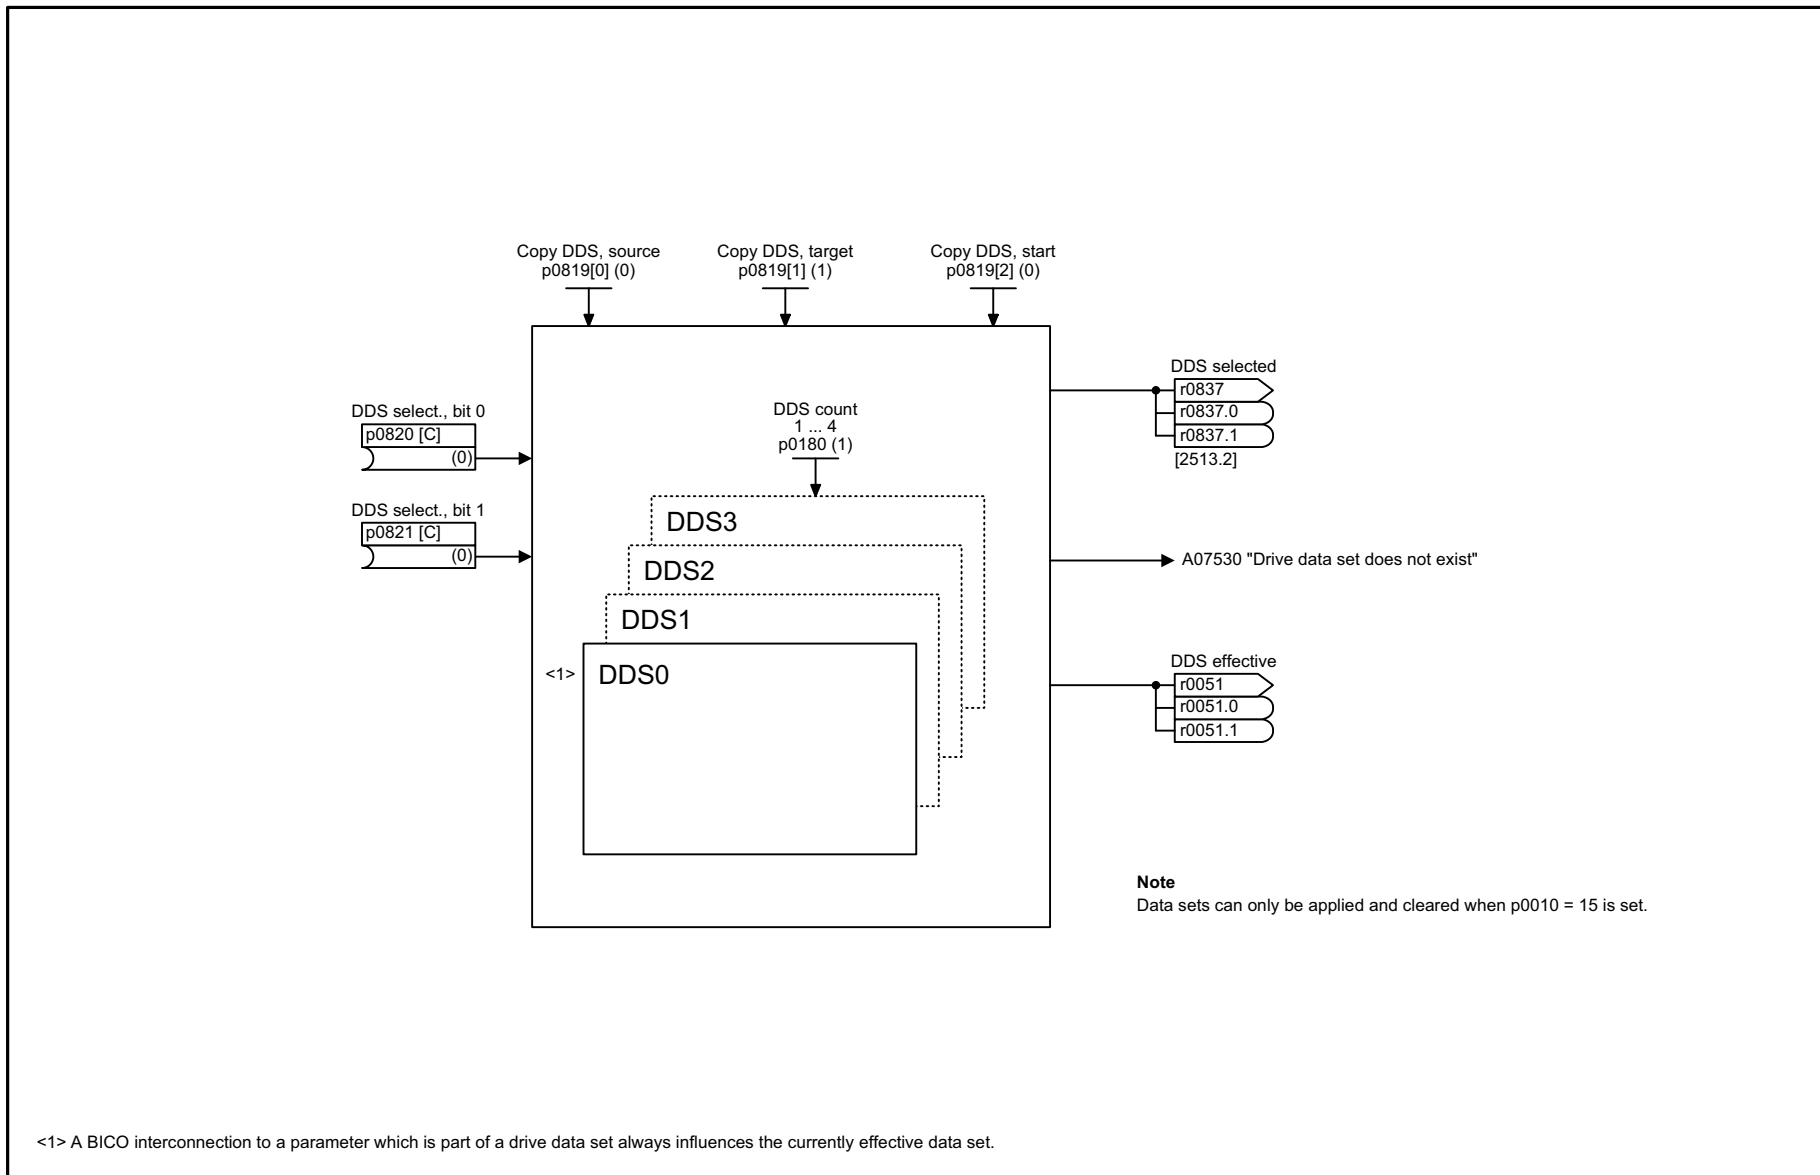 Copy DDS, source
p0819[0] (0)
Copy DDS, target
p0819[1] (1)
Copy DDS, start
p0819[2] (0)
DDS select., bit 0
p0820 [C]
(0)
DDS select., bit 1
p0821 [C]
(0)
DDS count
1 ... 4
p0180 (1)
DDS3
DDS2
DDS1
<1>
DDS0
DDS selected
r0837
r0837.0
r0837.1
[2513.2]
A07530 "Drive data set does not exist"
DDS effective
r0051
r0051.0
r0051.1
Note
Data sets can only be applied and cleared when p0010 = 15 is set.
<1> A BICO interconnection to a parameter which is part of a drive data set always influences the currently effective data set.